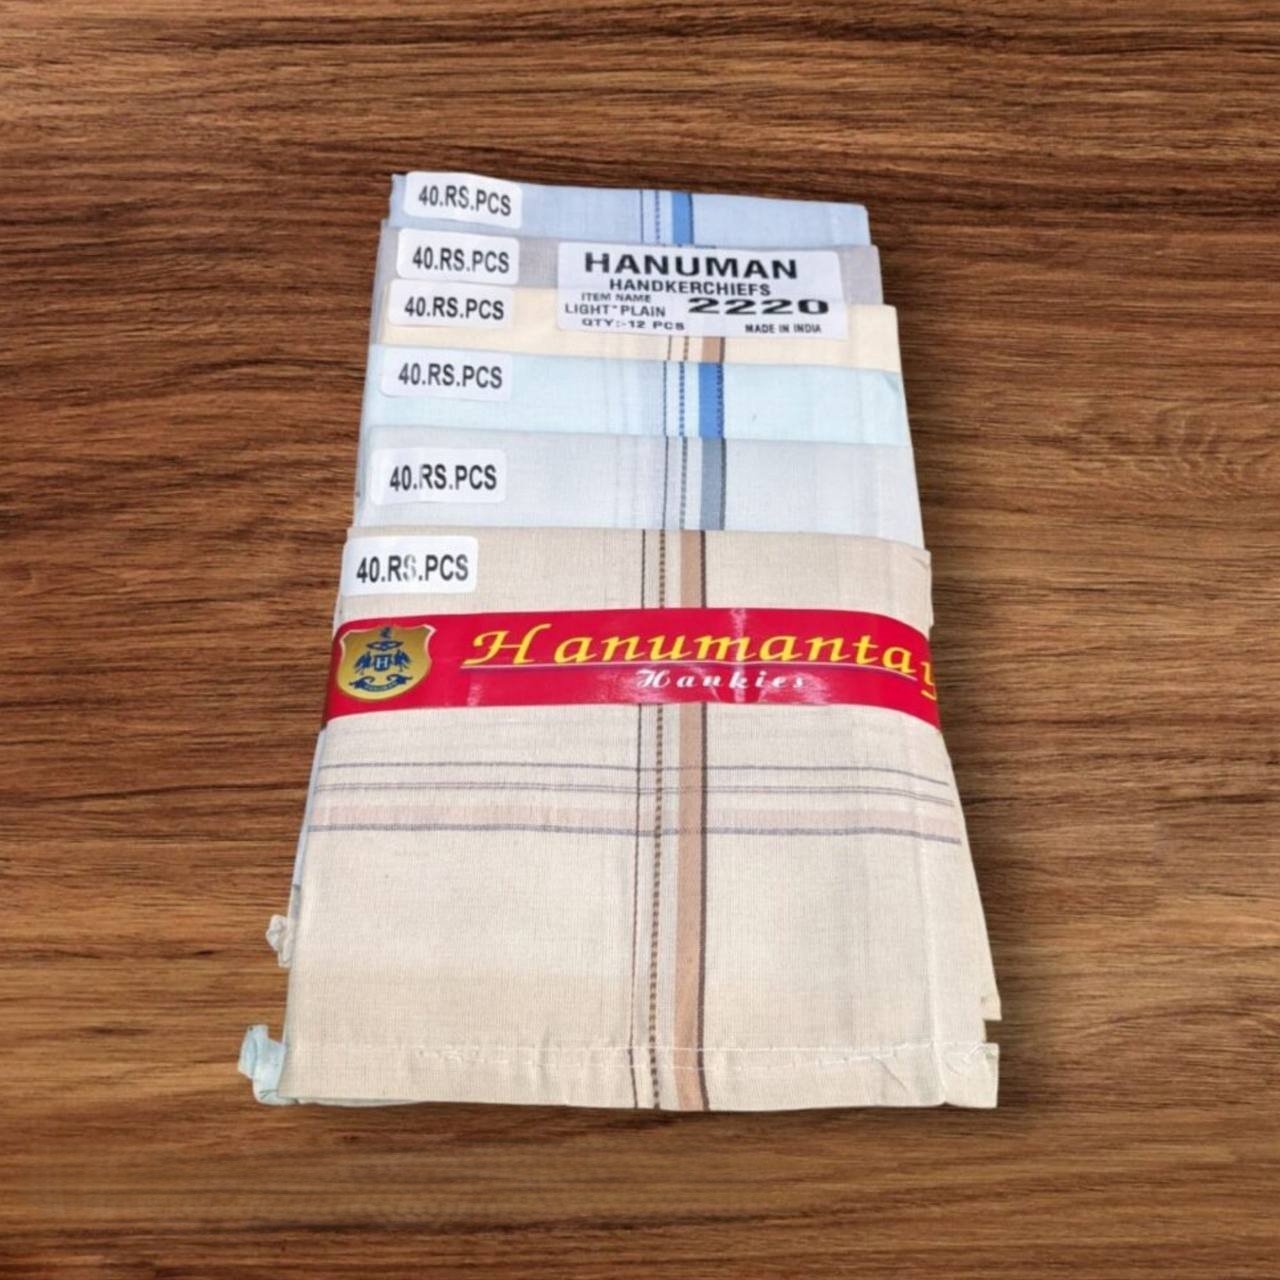 40.RS.PCS
40.RS.PCS
HANUMAN
HANDKERCHIEFS
ITEM NAME
LIGHT*PLAIN 2220
QTY:-12 PCS MADE IN INDIA
40.RS.PCS
40.RS.PCS
40.RS.PCS
40.RS.PCS
Hanumantay
Hankies
H